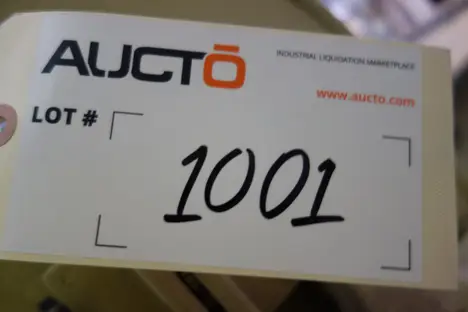 AUCTŌ
INDUSTRIAL LIQUIDATION MARKETPLACE
www.aucto.com
LOT #
1001